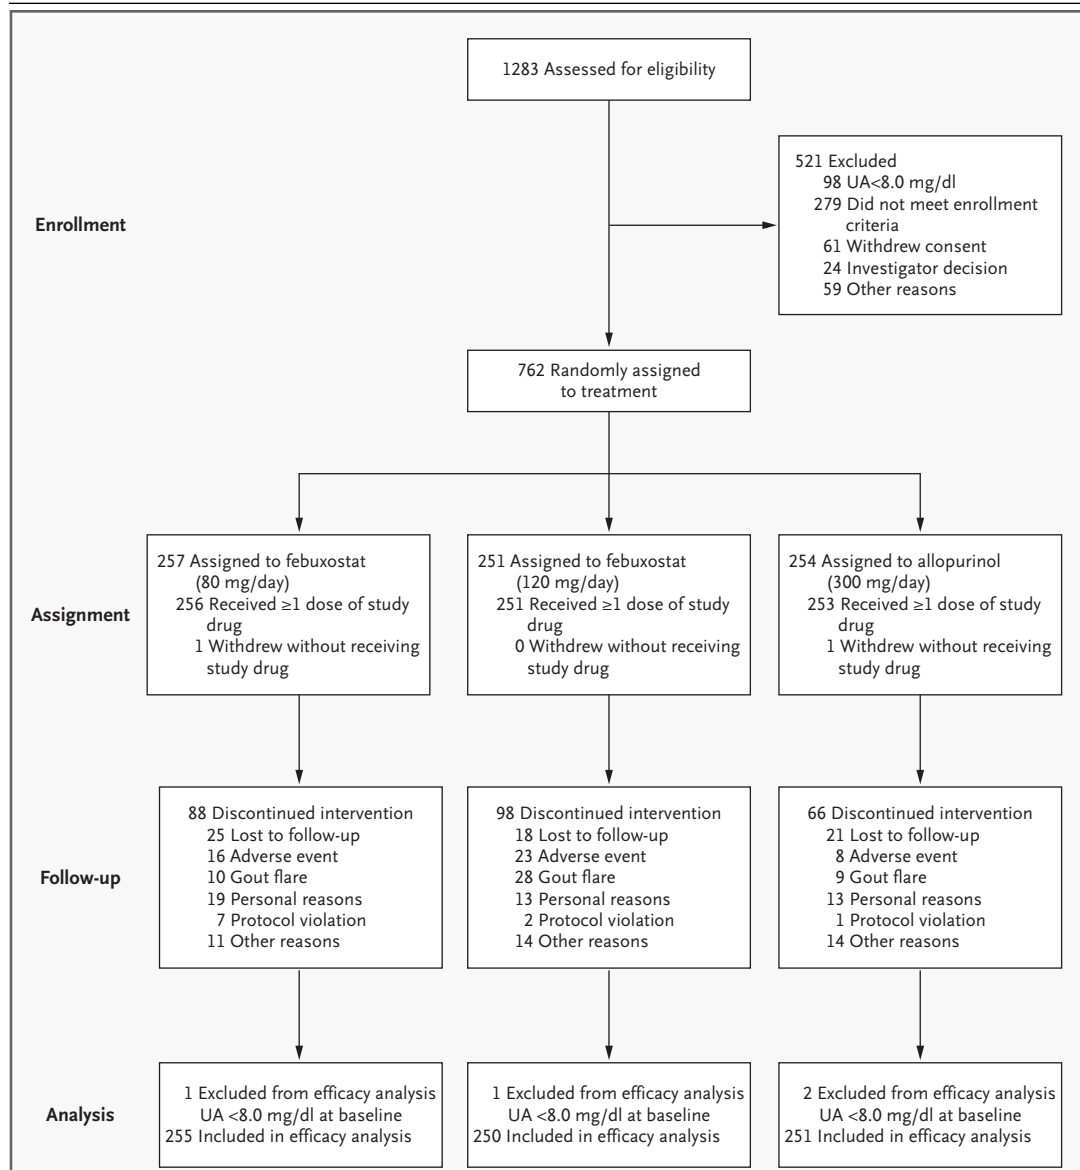 1283 Assessed for eligibility
521 Excluded
98 UA<8.0 mg/dl
279 Did not meet enrollment
criteria
61 Withdrew consent
24 Investigator decision
59 Other reasons
Enrollment
762 Randomly assigned
to treatment
Assignment
257 Assigned to febuxostat
(80 mg/day)
256 Received ≥1 dose of study
drug
1 Withdrew without receiving
study drug
251 Assigned to febuxostat
(120 mg/day)
251 Received ≥1 dose of study
drug
0 Withdrew without receiving
study drug
254 Assigned to allopurinol
(300 mg/day)
253 Received ≥1 dose of study
drug
1 Withdrew without receiving
study drug
Follow-up
88 Discontinued intervention
25 Lost to follow-up
16 Adverse event
10 Gout flare
19 Personal reasons
7 Protocol violation
11 Other reasons
98 Discontinued intervention
18 Lost to follow-up
23 Adverse event
28 Gout flare
13 Personal reasons
2 Protocol violation
14 Other reasons
66 Discontinued intervention
21 Lost to follow-up
8 Adverse event
9 Gout flare
13 Personal reasons
1 Protocol violation
14 Other reasons
Analysis
1 Excluded from efficacy analysis
UA <8.0 mg/dl at baseline
255 Included in efficacy analysis
1 Excluded from efficacy analysis
UA <8.0 mg/dl at baseline
250 Included in efficacy analysis
2 Excluded from efficacy analysis
UA <8.0 mg/dl at baseline
251 Included in efficacy analysis